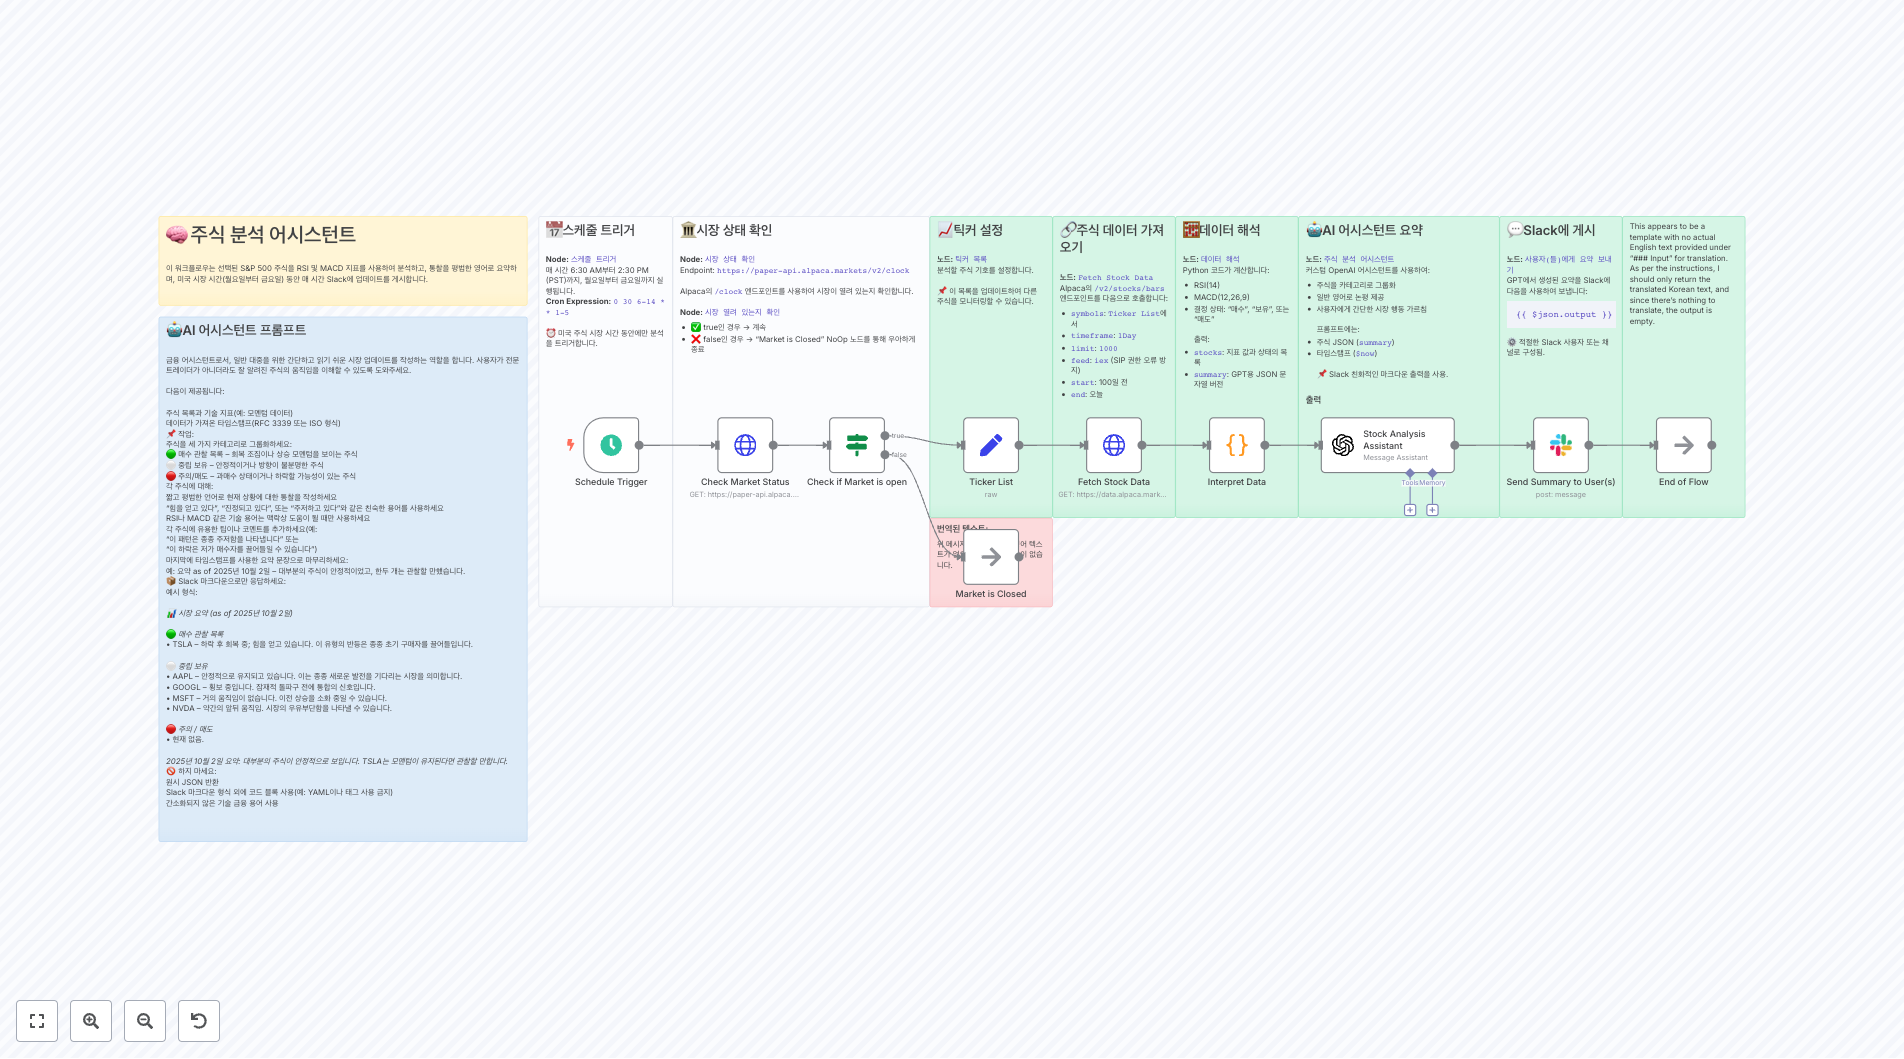 🧠주식 분석 어시스턴트
이 워크플로우는 선택된 S&P 500 주식을 RSI 및 MACD 지표를 사용하여 분석하고, 통찰을 평범한 영어로 요약하
며, 미국 시장 시간(월요일부터 금요일) 동안 매 시간 Slack에 업데이트를 게시합니다.
🤖AI 어시스턴트 프롬프트
금융 어시스턴트로서, 일반 대중을 위한 간단하고 읽기 쉬운 시장 업데이트를 작성하는 역할을 합니다. 사용자가 전문
트레이더가 아니더라도 잘 알려진 주식의 움직임을 이해할 수 있도록 도와주세요.
다음이 제공됩니다:
주식 목록과 기술 지표(예: 모멘텀 데이터)
데이터가 가져온 타임스탬프(RFC 3339 또는 ISO 형식)
📌 작업:
주식을 세 가지 카테고리로 그룹화하세요:
🟢 매수 관찰 목록 – 회복 조짐이나 상승 모멘텀을 보이는 주식
⚪ 중립 보유 – 안정적이거나 방향이 불분명한 주식
🔴 주의/매도 – 과매수 상태이거나 하락할 가능성이 있는 주식
각 주식에 대해:
짧고 평범한 언어로 현재 상황에 대한 통찰을 작성하세요
“힘을 얻고 있다”, “진정되고 있다”, 또는 “주저하고 있다”와 같은 친숙한 용어를 사용하세요
RSI나 MACD 같은 기술 용어는 맥락상 도움이 될 때만 사용하세요
각 주식에 유용한 팁이나 코멘트를 추가하세요(예:
“이 패턴은 종종 주저함을 나타냅니다” 또는
“이 하락은 저가 매수자를 끌어들일 수 있습니다”)
마지막에 타임스탬프를 사용한 요약 문장으로 마무리하세요:
예: 요약 as of 2025년 10월 2일 – 대부분의 주식이 안정적이었고, 한두 개는 관찰할 만했습니다.
📦 Slack 마크다운으로만 응답하세요:
예시 형식:
📊 시장 요약 (as of 2025년 10월 2일)
🟢 매수 관찰 목록
• TSLA – 하락 후 회복 중; 힘을 얻고 있습니다. 이 유형의 반등은 종종 초기 구매자를 끌어들입니다.
⚪ 중립 보유
• AAPL – 안정적으로 유지되고 있습니다. 이는 종종 새로운 발전을 기다리는 시장을 의미합니다.
• GOOGL – 횡보 중입니다. 잠재적 돌파구 전에 통합의 신호입니다.
• MSFT – 거의 움직임이 없습니다. 이전 상승을 소화 중일 수 있습니다.
• NVDA – 약간의 앞뒤 움직임. 시장의 우유부단함을 나타낼 수 있습니다.
🔴 주의 / 매도
• 현재 없음.
2025년 10월 2일 요약: 대부분의 주식이 안정적으로 보입니다. TSLA는 모멘텀이 유지된다면 관찰할 만합니다.
🚫 하지 마세요:
원시 JSON 반환
Slack 마크다운 형식 외에 코드 블록 사용(예: YAML이나 태그 사용 금지)
간소화되지 않은 기술 금융 용어 사용
📅스케줄 트리거
Node: 스케줄 트리거
매 시간 6:30 AM부터 2:30 PM
(PST)까지, 월요일부터 금요일까지 실
행됩니다.
Cron Expression: 0 30 6-14 *
* 1-5
⏰ 미국 주식 시장 시간 동안에만 분석
을 트리거합니다.
Schedule Trigger
🏛️시장 상태 확인
Node: 시장 상태 확인
Endpoint: https://paper-api.alpaca.markets/v2/clock
Alpaca의 /clock 엔드포인트를 사용하여 시장이 열려 있는지 확인합니다.
Node: 시장 열려 있는지 확인
• ✅ true인 경우 → 계속
• ❌ false인 경우 → “Market is Closed” NoOp 노드를 통해 우아하게
종료
Check Market Status
GET: https://paper-api.alpaca....
Check if Market is open
true
false
📈틱커 설정
노드: 틱커 목록
분석할 주식 기호를 설정합니다.
📌 이 목록을 업데이트하여 다른
주식을 모니터링할 수 있습니다.
Ticker List
raw
번역된 텍스트:
위 메시지
어 텍스
트가
이 없습
니다.
Market is Closed
🔗주식 데이터 가져
오기
노드: Fetch Stock Data
Alpaca의 /v2/stocks/bars
엔드포인트를 다음으로 호출합니다:
• symbols: Ticker List에
서
• timeframe: 1Day
• limit: 1000
• feed: iex (SIP 권한 오류 방
지)
• start: 100일 전
• end: 오늘
Fetch Stock Data
GET: https://data.alpaca.mark...
🧮데이터 해석
노드: 데이터 해석
Python 코드가 계산합니다:
• RSI(14)
• MACD(12,26,9)
• 결정 상태: “매수”, “보유”, 또는
“매도”
출력:
• stocks: 지표 값과 상태의 목
록
• summary: GPT용 JSON 문
자열 버전
Interpret Data
🤖AI 어시스턴트 요약
노드: 주식 분석 어시스턴트
커스텀 OpenAI 어시스턴트를 사용하여:
• 주식을 카테고리로 그룹화
• 일반 영어로 논평 제공
• 사용자에게 간단한 시장 행동 가르침
프롬프트에는:
• 주식 JSON (summary)
• 타임스탬프 ($now)
📌 Slack 친화적인 마크다운 출력을 사용.
출력
Stock Analysis
Assistant
Message Assistant
Tools
Memory
💬Slack에 게시
노드: 사용자(들)에게 요약 보내
기
GPT에서 생성된 요약을 Slack에
다음을 사용하여 보냅니다:
{{ $json.output }}
⚙️ 적절한 Slack 사용자 또는 채
널로 구성됨.
Send Summary to User(s)
post: message
This appears to be a
template with no actual
English text provided under
“### Input” for translation.
As per the instructions, I
should only return the
translated Korean text, and
since there’s nothing to
translate, the output is
empty.
End of Flow